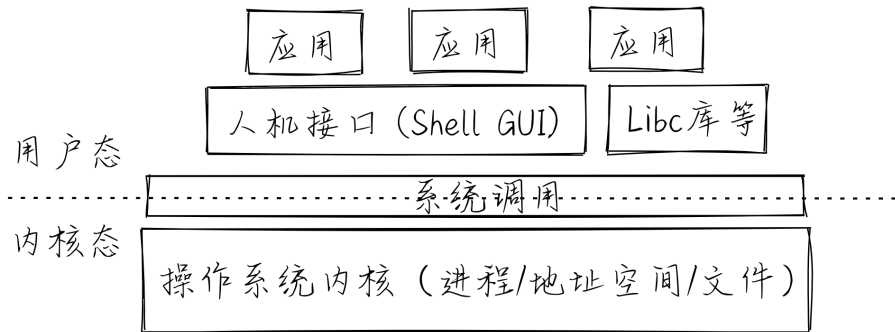 应用 应用 应用
人机接口 (Shell GUI) Libc库等
用户态
系统调用
内核态
操作系统内核 (进程/地址空间/文件)